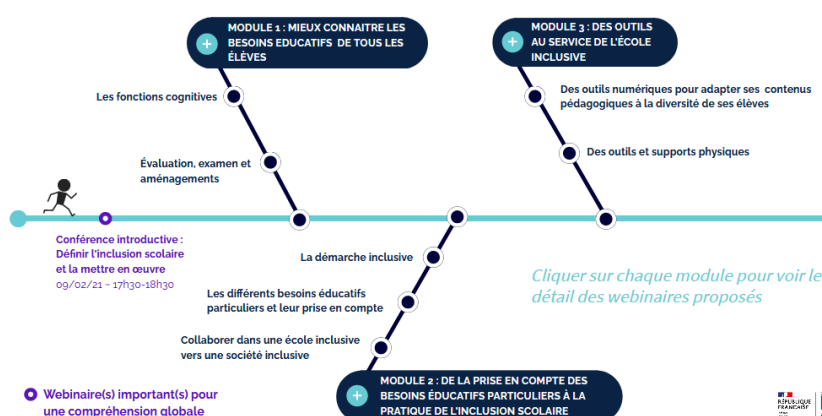 MODULE 1 : MIEUX CONNAITRE LES
BESOINS EDUCATIFS DE TOUS LES
ÉLÈVES
MODULE 3 : DES OUTILS
AU SERVICE DE L'ÉCOLE
INCLUSIVE
Les fonctions cognitives
Des outils numériques pour adapter ses contenus
pédagogiques à la diversité de ses élèves
Évaluation, examen et
aménagements
Des outils et supports physiques
Conférence introductive :
Définir l'inclusion scolaire
et la mettre en œuvre
09/02/21 - 17h30-18h30
La démarche inclusive
Les différents besoins éducatifs
particuliers et leur prise en compte
Collaborer dans une école inclusive
vers une société inclusive
Cliquer sur chaque module pour voir le
détail des webinaires proposés
MODULE 2 : DE LA PRISE EN COMPTE DES
BESOINS ÉDUCATIFS PARTICULIERS À LA
PRATIQUE DE L'INCLUSION SCOLAIRE
Webinaire(s) important(s) pour
une compréhension globale
RÉPUBLIQUE
FRANÇAISE